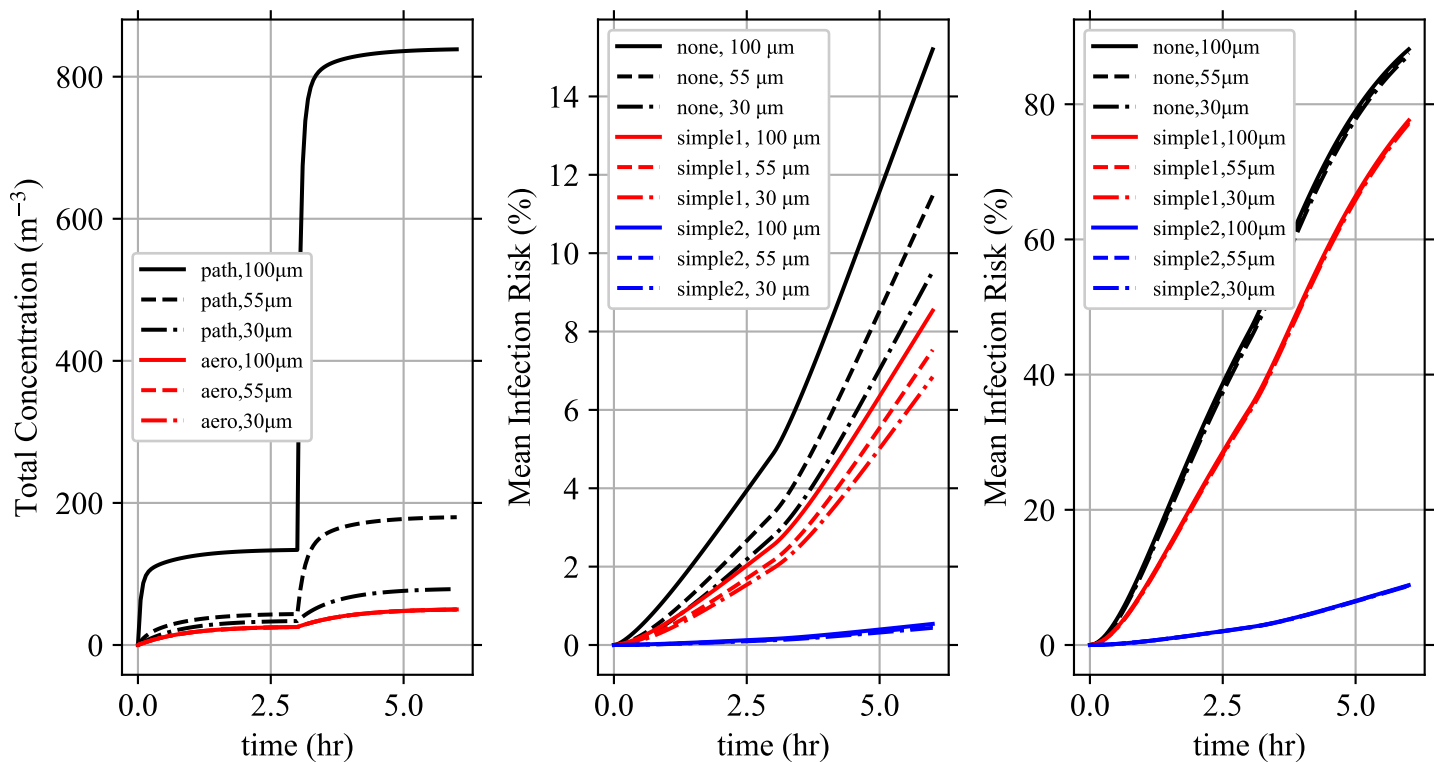 Total Concentration (m⁻³)
800
600
400
200
0
path,100μm
path,55μm
path,30μm
aero,100μm
aero,55μm
aero,30μm
0.0 2.5 5.0
time (hr)
Mean Infection Risk (%)
14
12
10
8
6
4
2
0
none, 100 μm
none, 55 μm
none, 30 μm
simple1, 100 μm
simple1, 55 μm
simple1, 30 μm
simple2, 100 μm
simple2, 55 μm
simple2, 30 μm
0.0 2.5 5.0
time (hr)
Mean Infection Risk (%)
80
60
40
20
0
none,100μm
none,55μm
none,30μm
simple1,100μm
simple1,55μm
simple1,30μm
simple2,100μm
simple2,55μm
simple2,30μm
0.0 2.5 5.0
time (hr)